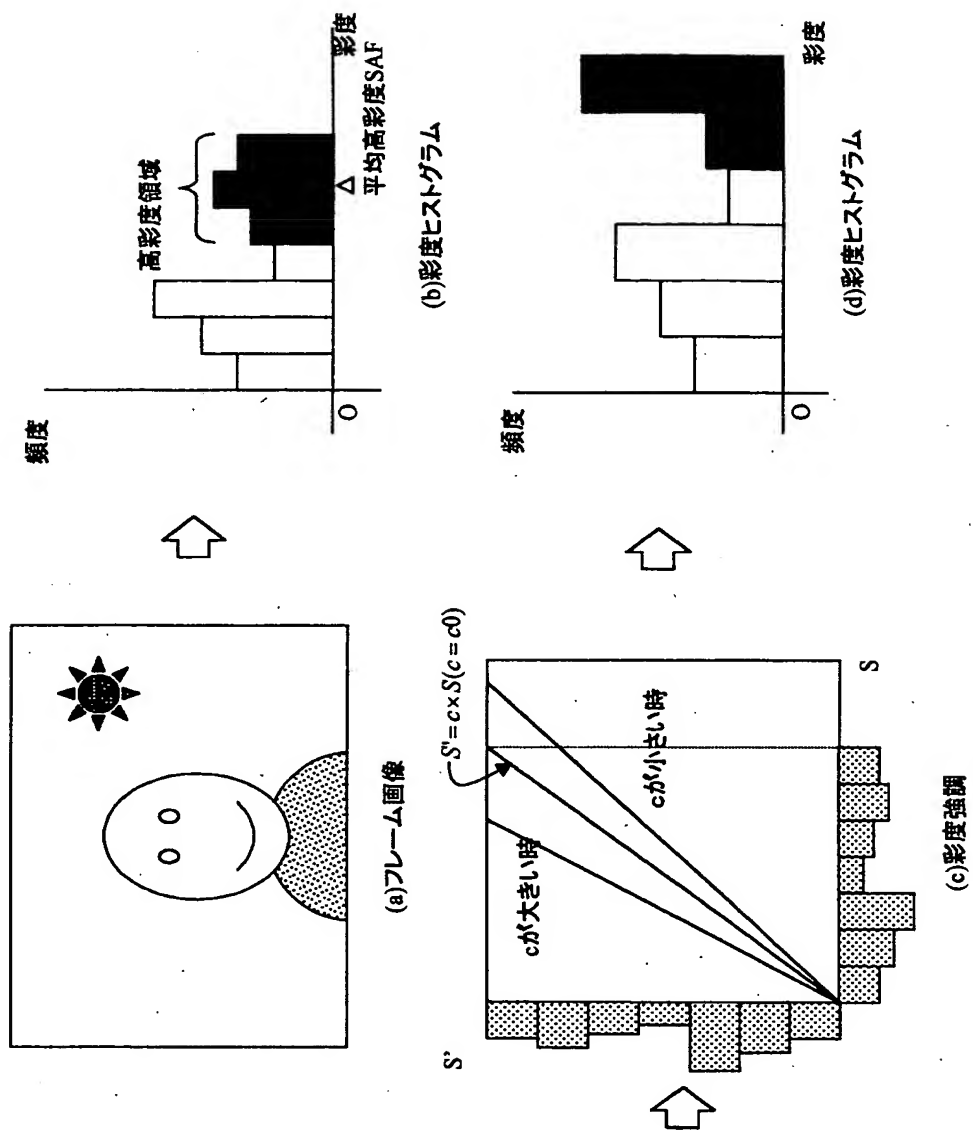 (a)フレーム画像
頻度
高彩度領域
彩度
O
平均高彩度SAF
(b)彩度ヒストグラム
S'
S'=c×S(c=c0)
cが大きい時
cが小さい時
S
(c)彩度強調
頻度
O
彩度
(d)彩度ヒストグラム